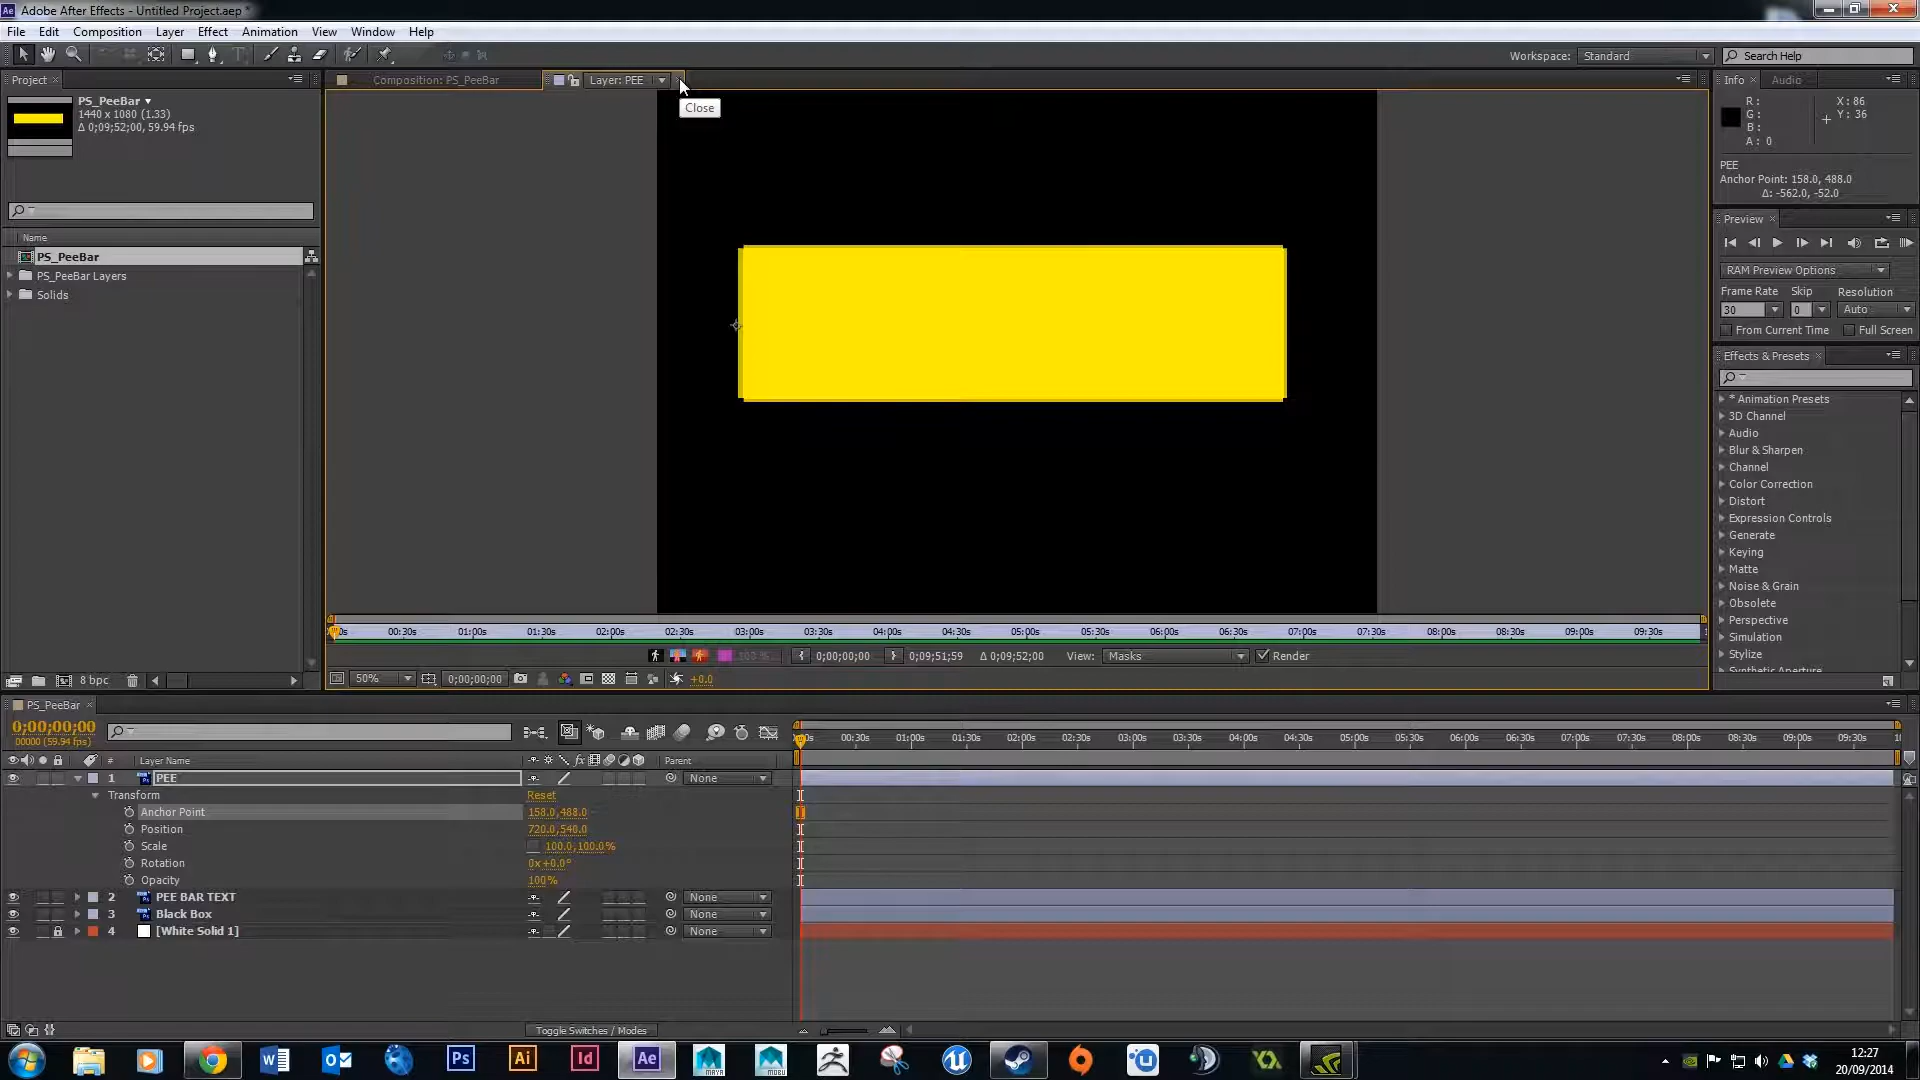 Adobe After Effects - Untitled Project.aep *
File Edit Composition Layer Effect Animation View Window Help
Workspace: Standard
Search Help
Project
Composition: PS_PeeBar
Layer: PEE
Close
PS_PeeBar
1440 x 1080 (1.33)
Δ 0;09;52;00, 59.94 fps
Name
PS_PeeBar
PS_PeeBar Layers
Solids
8 bpc
Info Audio
R: X: 86
G: Y: 36
B:
A: 0
PEE
Anchor Point: 158.0, 488.0
Δ: -562.0, -52.0
Preview
RAM Preview Options
Frame Rate Skip Resolution
30 0 Auto
From Current Time Full Screen
Effects & Presets
* Animation Presets
3D Channel
Audio
Blur & Sharpen
Channel
Color Correction
Distort
Expression Controls
Generate
Keying
Matte
Noise & Grain
Obsolete
Perspective
Simulation
Stylize
Synthetic Aperture
00:30s 01:00s 01:30s 02:00s 02:30s 03:00s 03:30s 04:00s 04:30s 05:00s 05:30s 06:00s 06:30s 07:00s 07:30s 08:00s 08:30s 09:00s 09:30s
100 % 0;00;00;00 0;09;51;59 Δ 0;09;52;00 View: Masks Render
50% 0;00;00;00 +0.0
PS_PeeBar
0;00;00;00
00000 (59.94 fps)
00:30s 01:00s 01:30s 02:00s 02:30s 03:00s 03:30s 04:00s 04:30s 05:00s 05:30s 06:00s 06:30s 07:00s 07:30s 08:00s 08:30s 09:00s 09:30s
# Layer Name fx Parent
1 PEE None
Transform Reset
Anchor Point 158.0,488.0
Position 720.0,540.0
Scale 100.0,100.0%
Rotation 0x+0.0°
Opacity 100%
2 PEE BAR TEXT None
3 Black Box None
4 [White Solid 1] None
Toggle Switches / Modes
Ps Ai Id Ae MAYA MOBU
12:27
20/09/2014